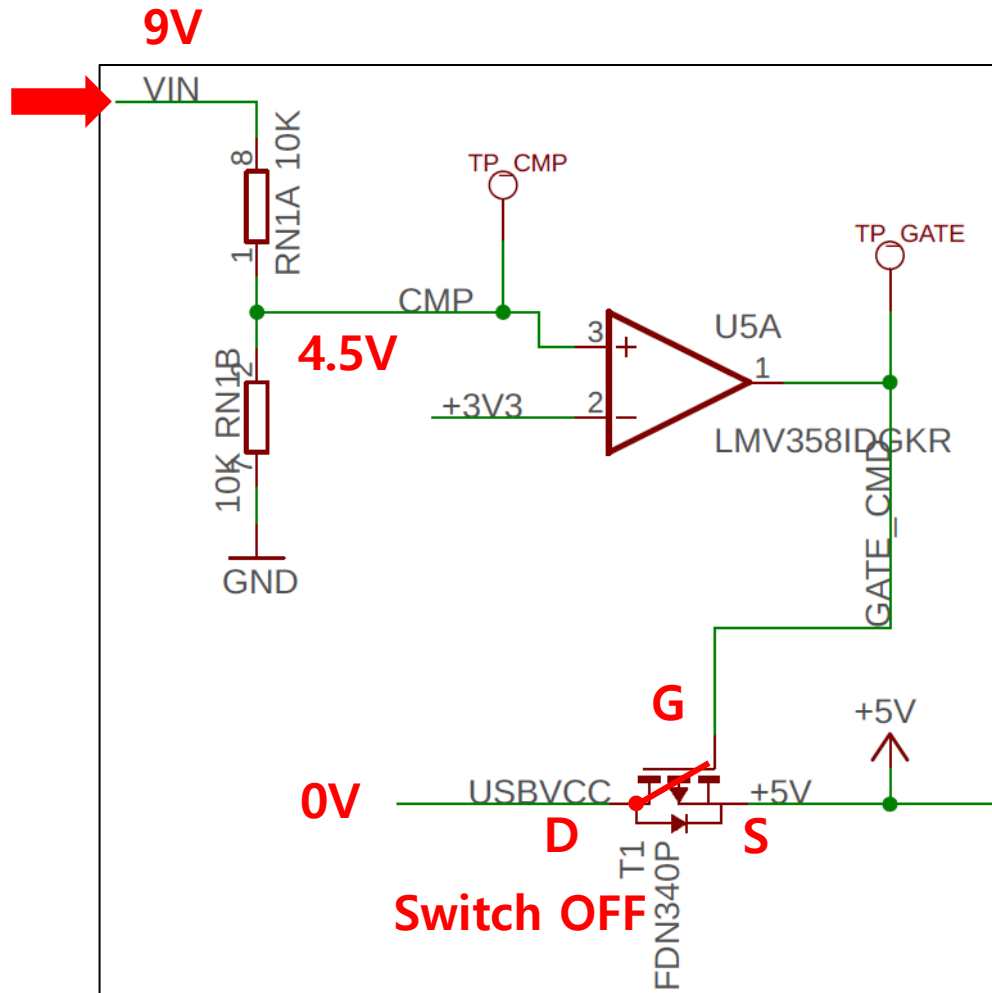 9V
VIN
8
RN1A 10K
1
TP_CMP
TP_GATE
CMP
3
+
U5A
1
4.5V
2
10K RN1B
7
+3V3
2
−
LMV358IDGKR
GATE_CMD
GND
G
+5V
0V
USBVCC
+5V
D
S
T1
FDN340P
Switch OFF